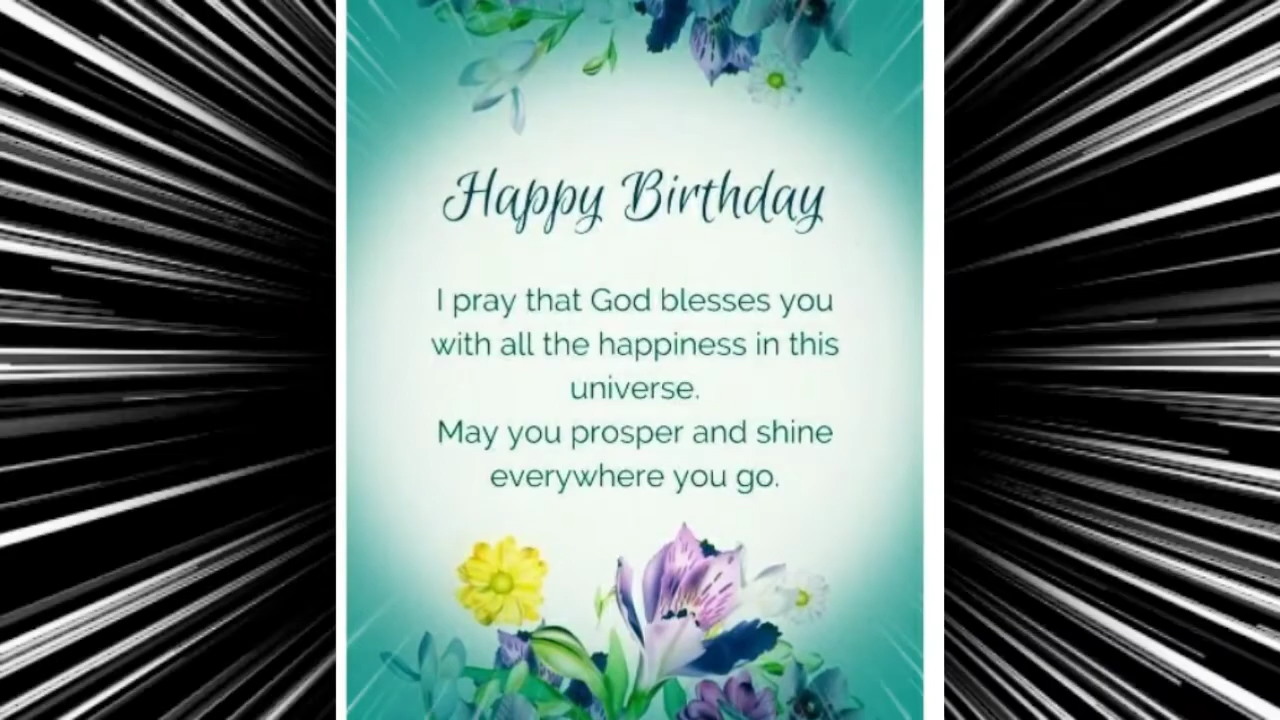 Happy Birthday
I pray that God blesses you
with all the happiness in this
universe.
May you prosper and shine
everywhere you go.